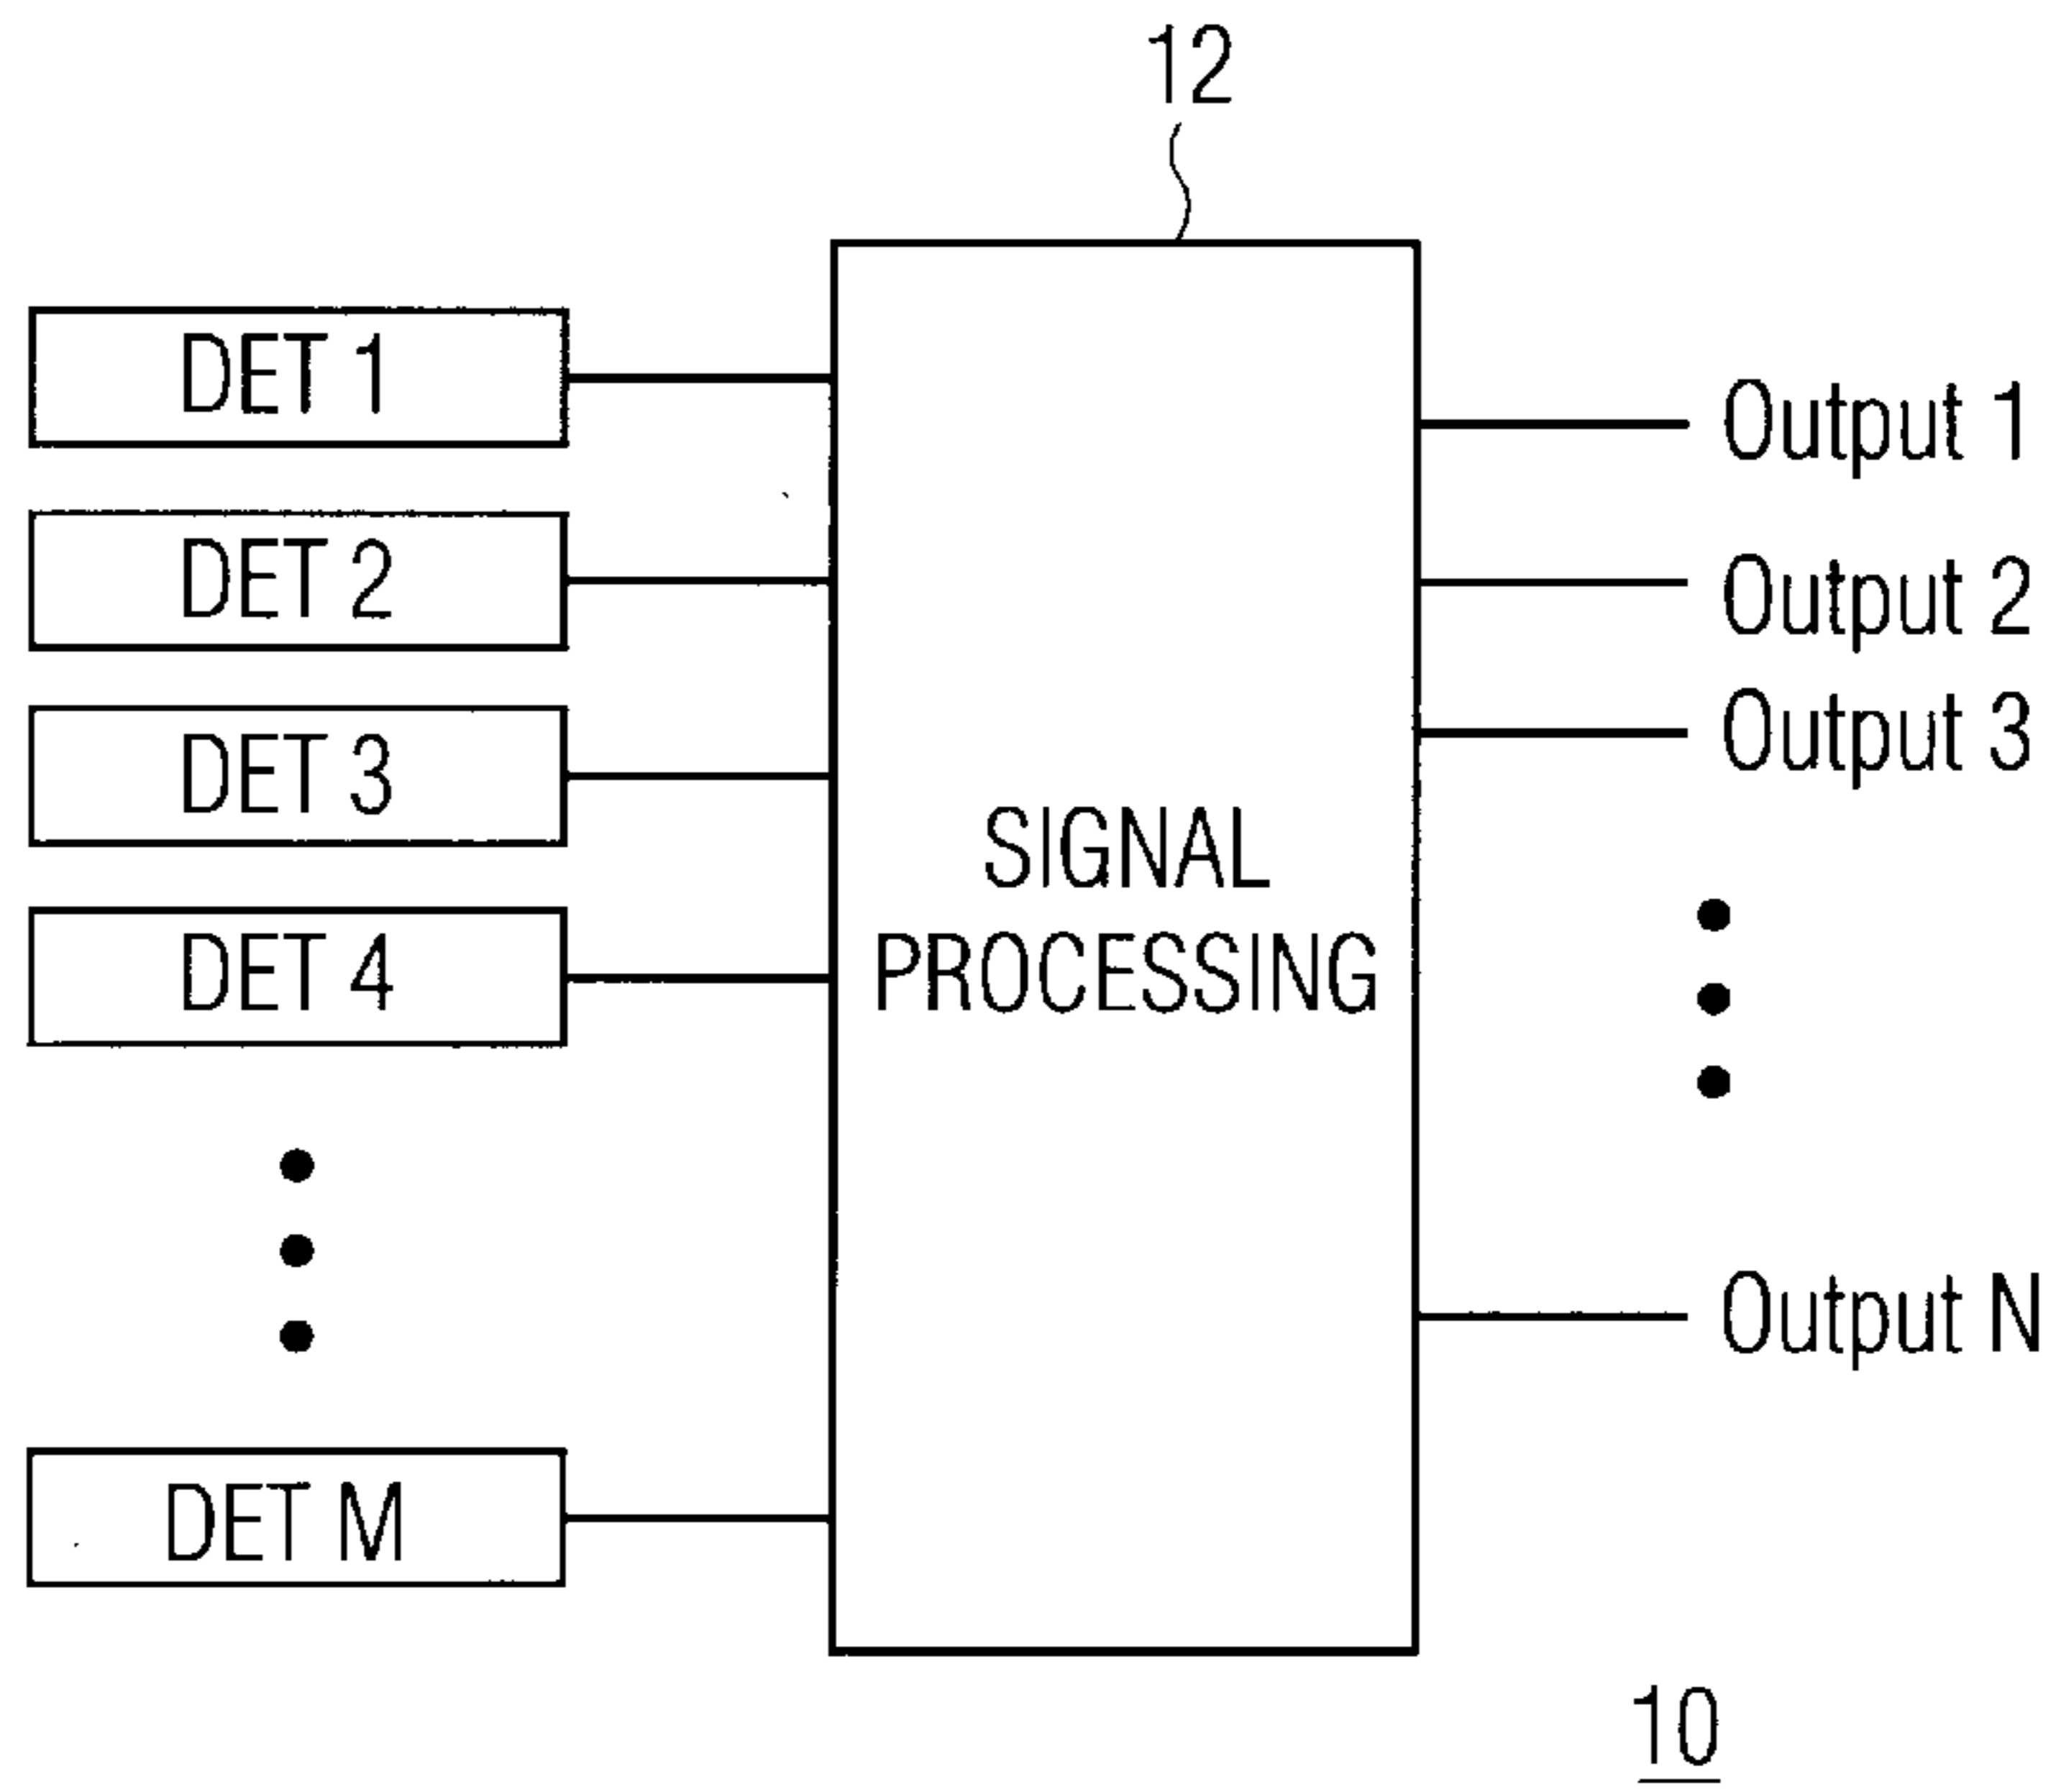 12
DET 1
DET 2
DET 3
DET 4
DET M
SIGNAL
PROCESSING
Output 1
Output 2
Output 3
Output N
10